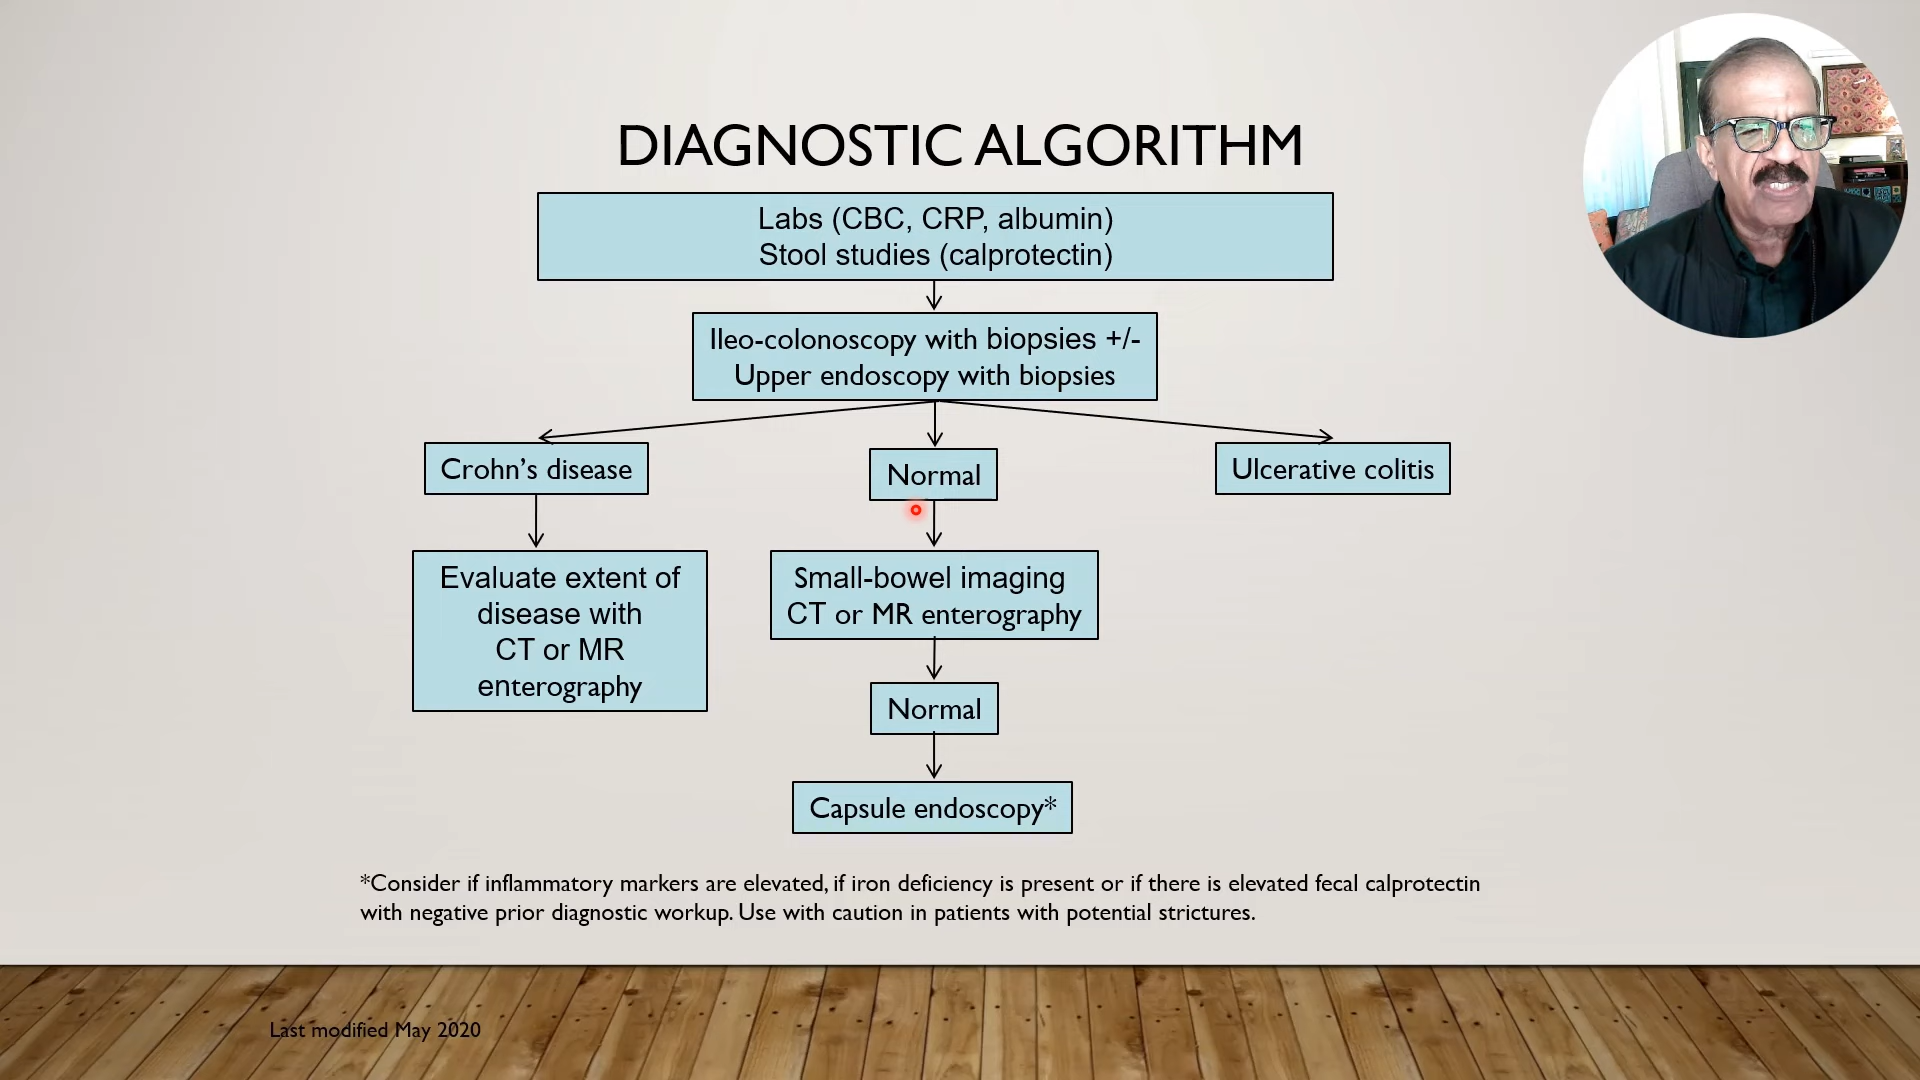 DIAGNOSTIC ALGORITHM
Labs (CBC, CRP, albumin)
Stool studies (calprotectin)
Ileo-colonoscopy with biopsies +/-
Upper endoscopy with biopsies
Crohn’s disease
Normal
Ulcerative colitis
Evaluate extent of
disease with
CT or MR
enterography
Small-bowel imaging
CT or MR enterography
Normal
Capsule endoscopy*
*Consider if inflammatory markers are elevated, if iron deficiency is present or if there is elevated fecal calprotectin
with negative prior diagnostic workup. Use with caution in patients with potential strictures.
Last modified May 2020